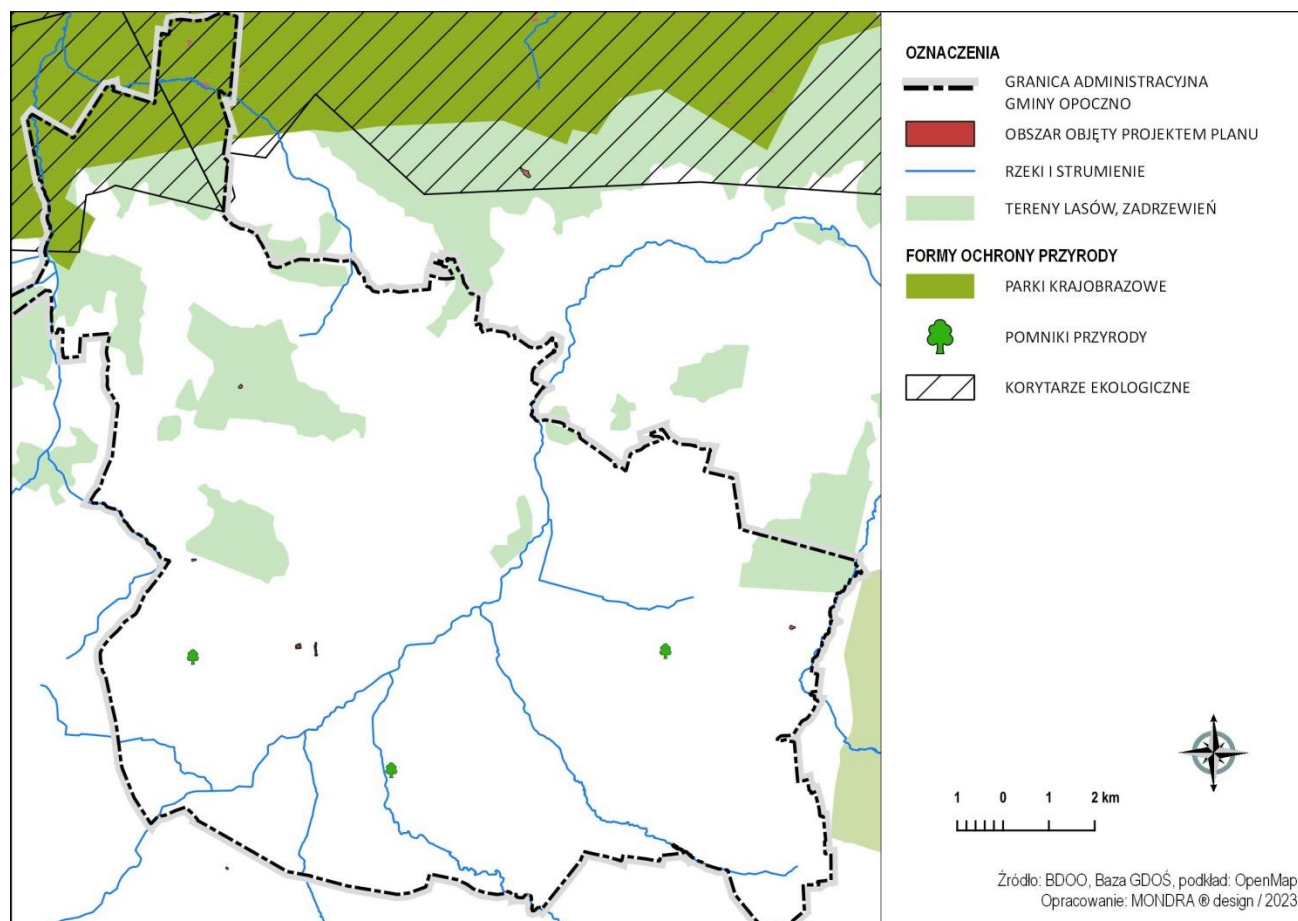 OZNACZENIA
GRANICA ADMINISTRACYJNA
GMINY OPOCZNO
OBSZAR OBJĘTY PROJEKTEM PLANU
RZEKI I STRUMIENIE
TERENY LASÓW, ZADRZEWIEŃ
FORMY OCHRONY PRZYRODY
PARKI KRAJOBRAZOWE
POMNIKI PRZYRODY
KORYTARZE EKOLOGICZNE
1 0 1 2 km
Źródło: BDOO, Baza GDOŚ, podkład: OpenMap
Opracowanie: MONDRA ® design / 2023